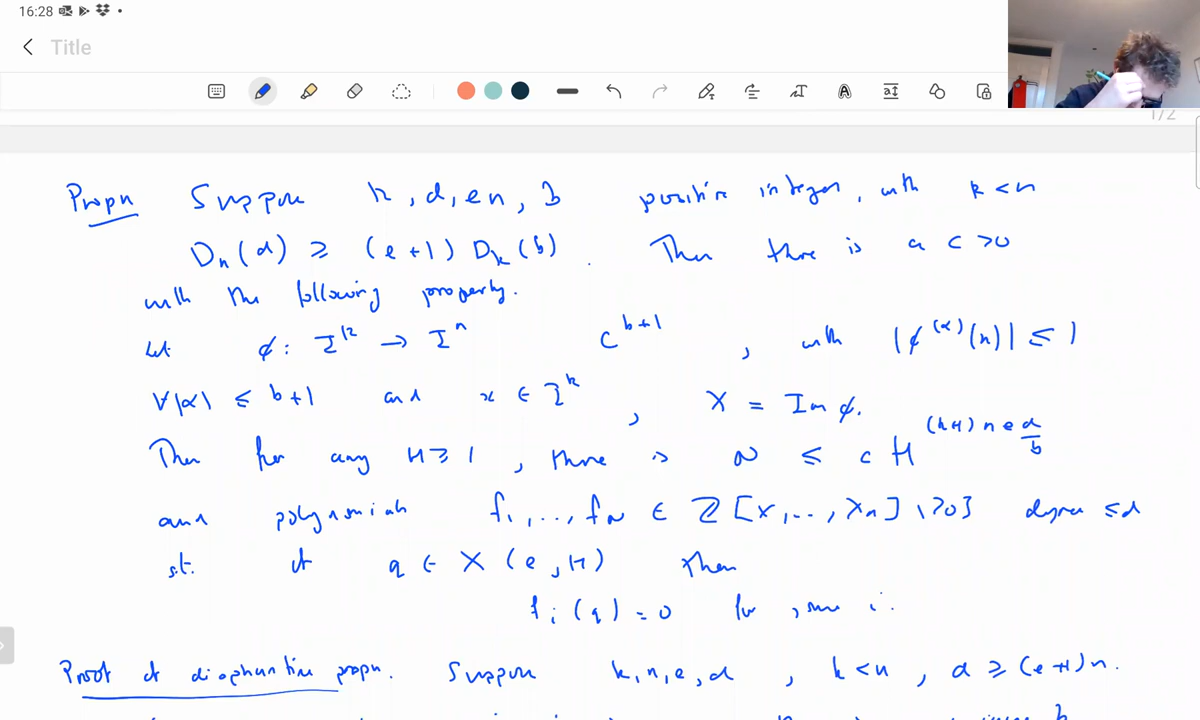 16:28
Title
1/2
Propn Suppose k, d, e, n, b positive integers, with k < n
D_n(d) ≥ (e+1) D_k(b). Then there is a c > 0
with the following property.
Let φ: I^k → I^n C^{b+1}, with |φ^{(α)}(x)| ≤ 1
∀|α| ≤ b+1 and x ∈ I^k, X = Im φ.
Then for any H ≥ 1, there is N ≤ c H^{(k+1) n e d/b}
and polynomials f_1, ..., f_N ∈ Z[X_1, ..., X_n] \ {0} degree ≤ d
s.t. if q ∈ X(e, H) then
f_i(q) = 0 for some i.
Proof of diophantine propn. Suppose k, n, e, d, k < n, d ≥ (e+1)n.